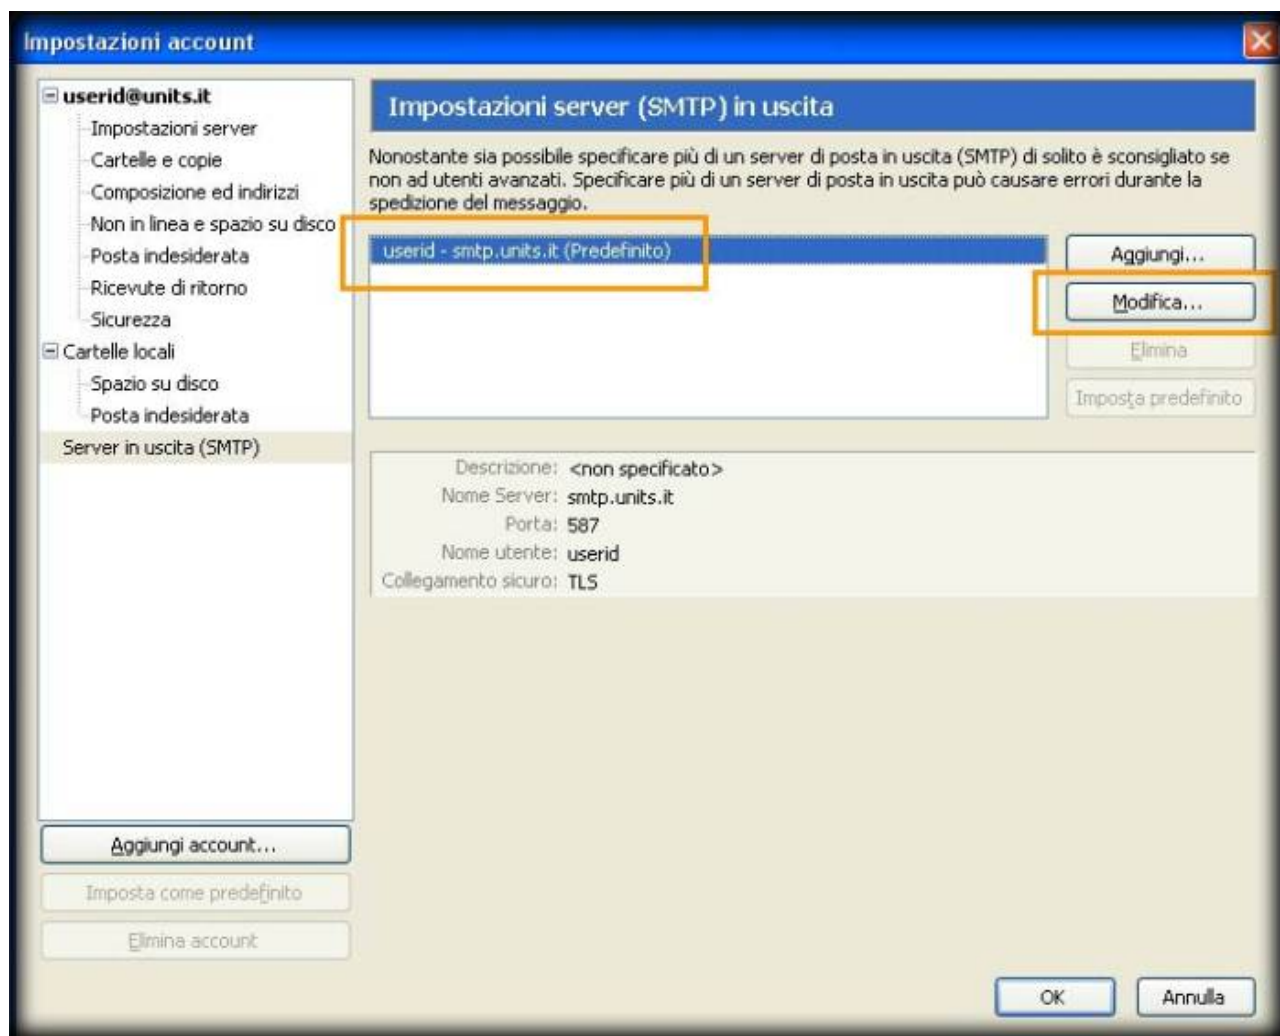 Impostazioni account
userid@units.it
Impostazioni server
Cartelle e copie
Composizione ed indirizzi
Non in linea e spazio su disco
Posta indesiderata
Ricevute di ritorno
Sicurezza
Cartelle locali
Spazio su disco
Posta indesiderata
Server in uscita (SMTP)
Aggiungi account...
Imposta come predefinito
Elimina account
Impostazioni server (SMTP) in uscita
Nonostante sia possibile specificare più di un server di posta in uscita (SMTP) di solito è sconsigliato se
non ad utenti avanzati. Specificare più di un server di posta in uscita può causare errori durante la
spedizione del messaggio.
userid - smtp.units.it (Predefinito)
Aggiungi...
Modifica...
Elimina
Imposta predefinito
Descrizione: <non specificato>
Nome Server: smtp.units.it
Porta: 587
Nome utente: userid
Collegamento sicuro: TLS
OK
Annulla